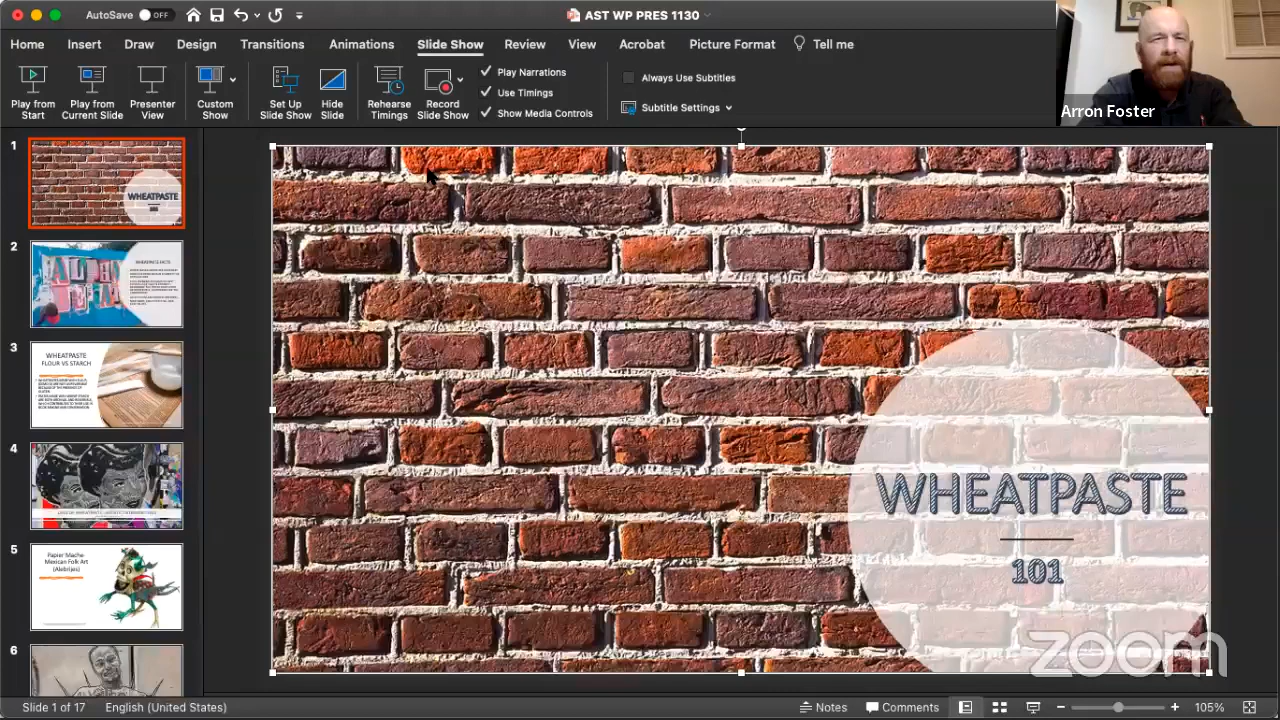 AutoSave OFF
AST WP PRES 1130
Home Insert Draw Design Transitions Animations Slide Show Review View Acrobat Picture Format Tell me
Play from Start
Play from Current Slide
Presenter View
Custom Show
Set Up Slide Show
Hide Slide
Rehearse Timings
Record Slide Show
Play Narrations
Use Timings
Show Media Controls
Always Use Subtitles
Subtitle Settings
Arron Foster
1
WHEATPASTE
101
2
WHEATPASTE FACTS
3
WHEATPASTE
FLOUR VS STARCH
4
5
Papier Mache:
Mexican Folk Art
(Alebrijes)
6
WHEATPASTE
101
zoom
Slide 1 of 17 English (United States) Notes Comments 105%